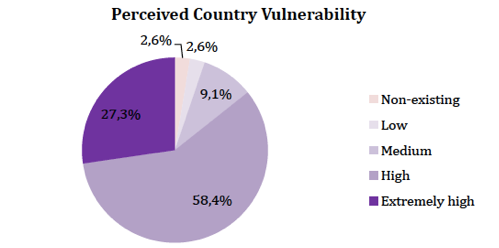 Perceived Country Vulnerability
2,6%
2,6%
9,1%
27,3%
58,4%
Non-existing
Low
Medium
High
Extremely high